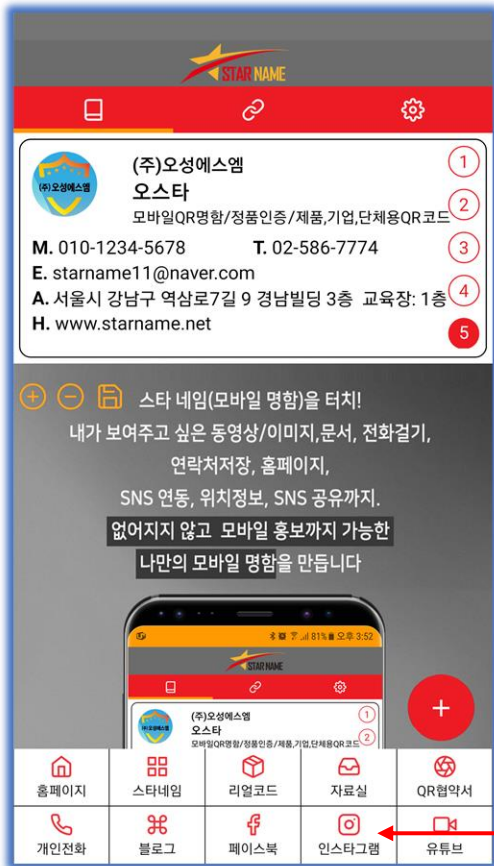 STAR NAME
(주)오성에스엠
(주)오성에스엠
오스타
모바일QR명함/정품인증/제품,기업,단체용QR코드
M. 010-1234-5678 T. 02-586-7774
E. starname11@naver.com
A. 서울시 강남구 역삼로7길 9 경남빌딩 3층 교육장: 1층
H. www.starname.net
1
2
3
4
5
스타 네임(모바일 명함)을 터치!
내가 보여주고 싶은 동영상/이미지,문서, 전화걸기,
연락처저장, 홈페이지,
SNS 연동, 위치정보, SNS 공유까지.
없어지지 않고 모바일 홍보까지 가능한
나만의 모바일 명함을 만듭니다
81% 오후 3:52
STAR NAME
(주)오성에스엠
(주)오성에스엠
오스타
모바일QR명함/정품인증/제품,기업,단체용QR코드
1
2
+
홈페이지 스타네임 리얼코드 자료실 QR협약서
개인전화 블로그 페이스북 인스타그램 유튜브